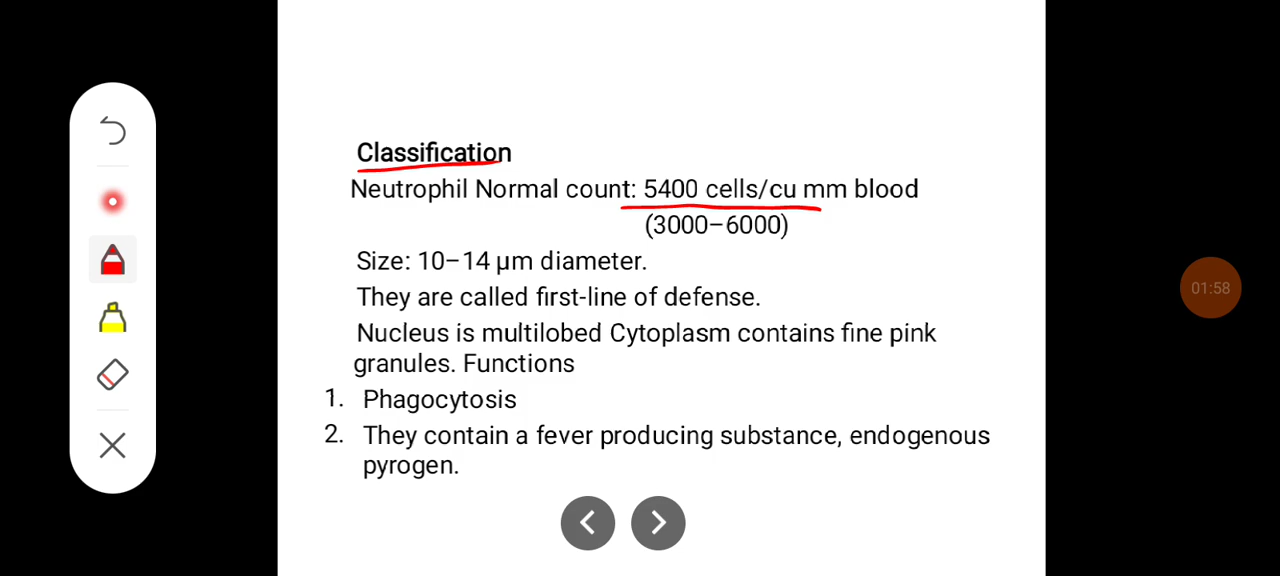 Classification
Neutrophil Normal count: 5400 cells/cu mm blood
(3000–6000)
Size: 10–14 μm diameter.
They are called first-line of defense.
Nucleus is multilobed Cytoplasm contains fine pink
granules. Functions
1. Phagocytosis
2. They contain a fever producing substance, endogenous
pyrogen.
01:58